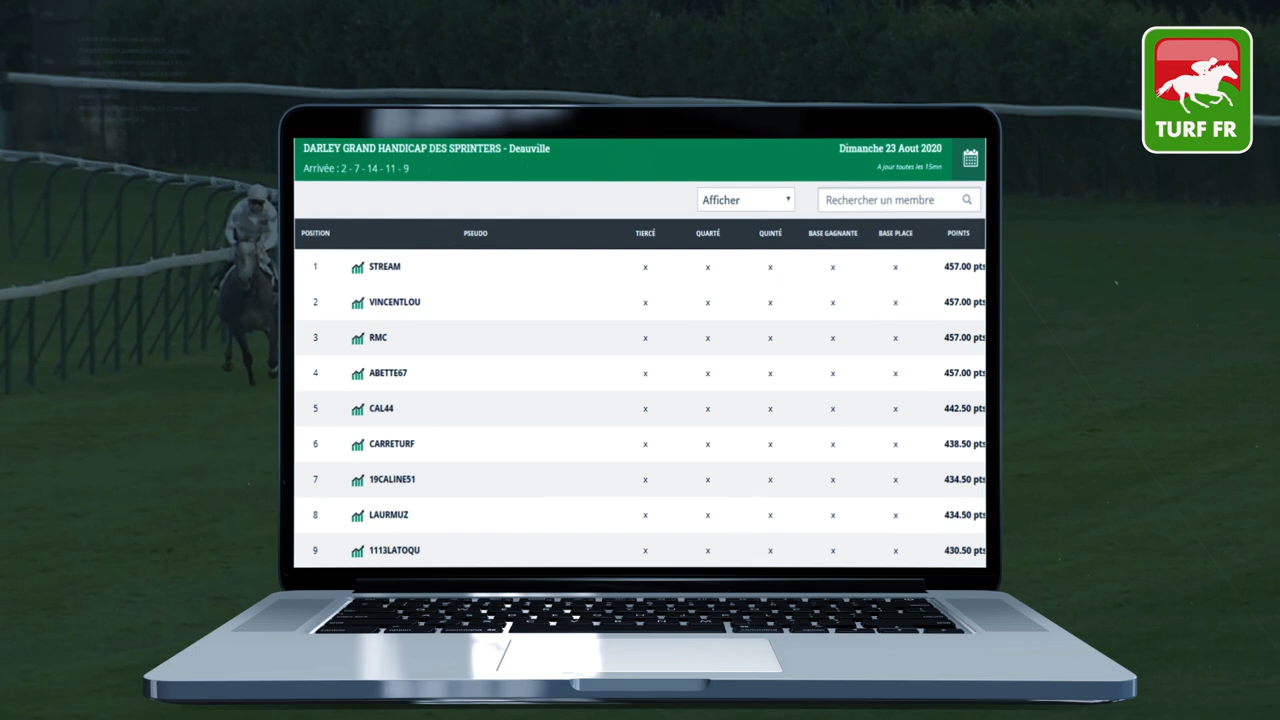 TURF FR
DARLEY GRAND HANDICAP DES SPRINTERS - Deauville
Dimanche 23 Aout 2020
Arrivée : 2 - 7 - 14 - 11 - 9
A jour toutes les 15mn
Afficher
Rechercher un membre
POSITION PSEUDO TIERCÉ QUARTÉ QUINTÉ BASE GAGNANTE BASE PLACE POINTS
1 STREAM x x x x x 457.00 pts
2 VINCENTLOU x x x x x 457.00 pts
3 RMC x x x x x 457.00 pts
4 ABETTE67 x x x x x 457.00 pts
5 CAL44 x x x x x 442.50 pts
6 CARRETURF x x x x x 438.50 pts
7 19CALINE51 x x x x x 434.50 pts
8 LAURMUZ x x x x x 434.50 pts
9 1113LATOQU x x x x x 430.50 pts